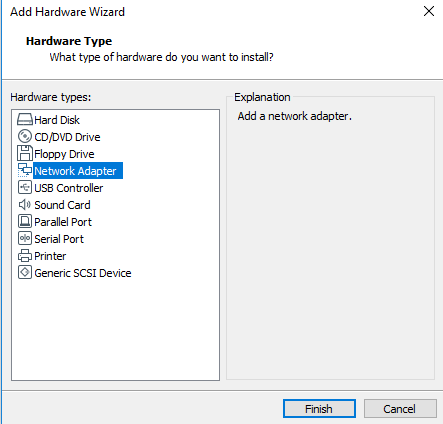 Add Hardware Wizard
Hardware Type
What type of hardware do you want to install?
Hardware types:
Hard Disk
CD/DVD Drive
Floppy Drive
Network Adapter
USB Controller
Sound Card
Parallel Port
Serial Port
Printer
Generic SCSI Device
Explanation
Add a network adapter.
Finish
Cancel